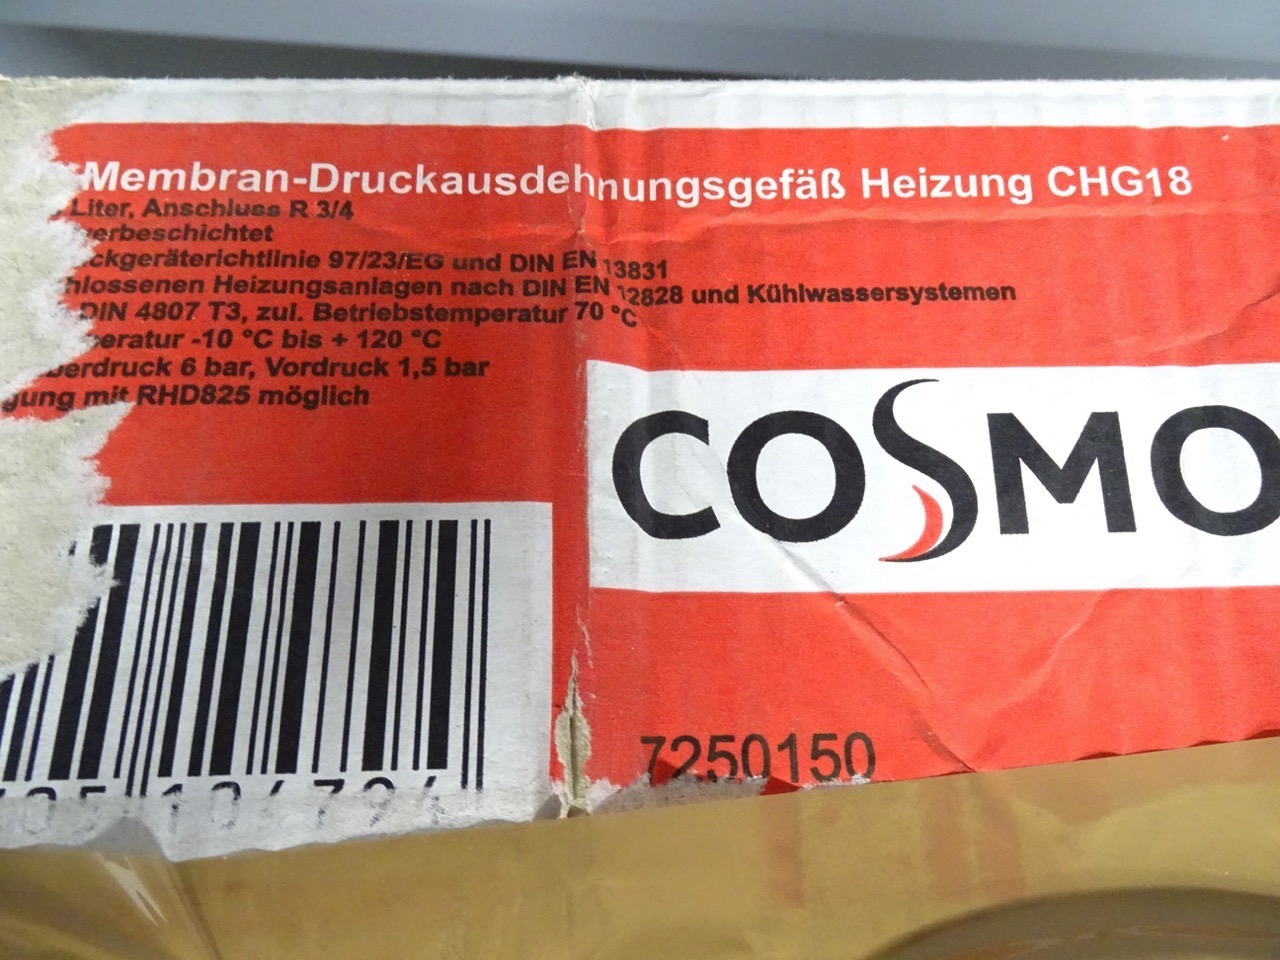 Membran-Druckausdehnungsgefäß Heizung CHG18
Liter, Anschluss R 3/4
erbeschichtet
ckgeräterichtlinie 97/23/EG und DIN EN 13831
hlossenen Heizungsanlagen nach DIN EN 12828 und Kühlwassersystemen
DIN 4807 T3, zul. Betriebstemperatur 70 °C
eratur -10 °C bis + 120 °C
erdruck 6 bar, Vordruck 1,5 bar
gung mit RHD825 möglich
COSMO
7250150